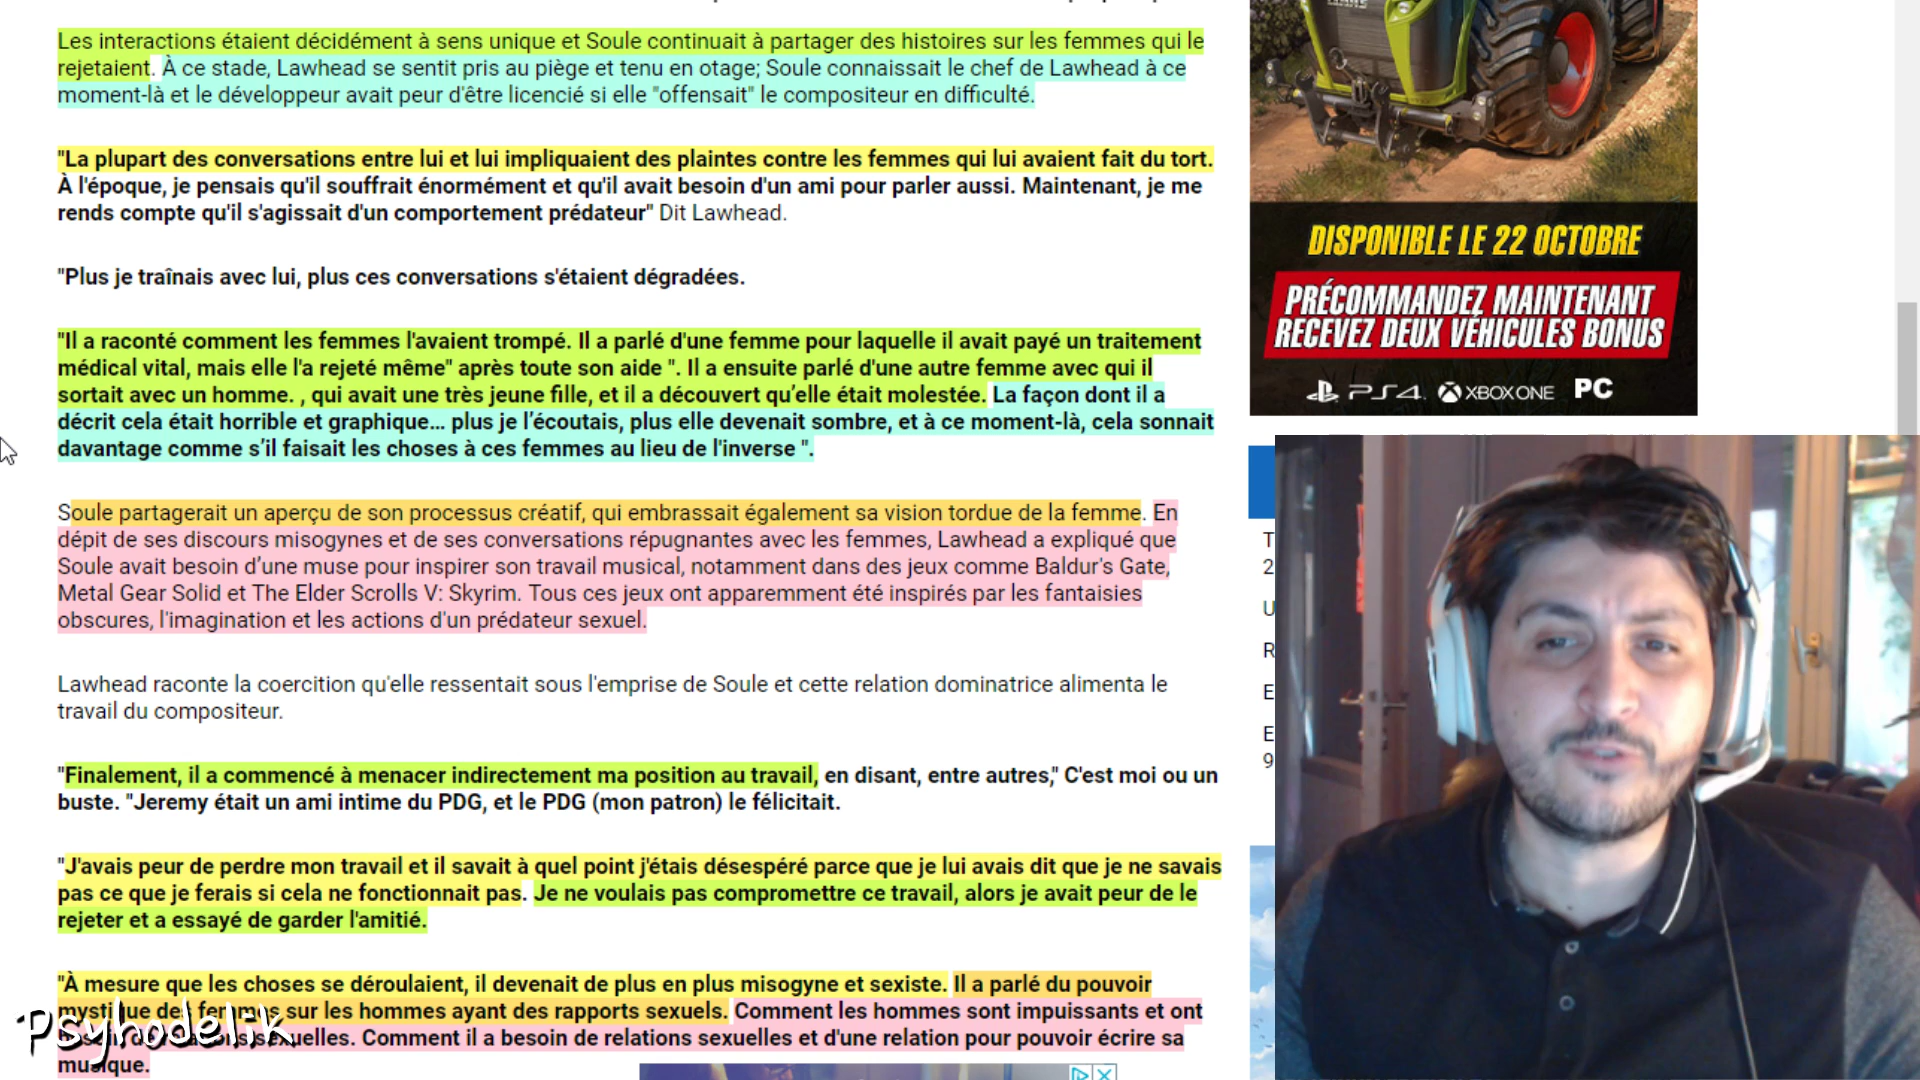 Les interactions étaient décidément à sens unique et Soule continuait à partager des histoires sur les femmes qui le
rejetaient. À ce stade, Lawhead se sentit pris au piège et tenu en otage; Soule connaissait le chef de Lawhead à ce
moment-là et le développeur avait peur d'être licencié si elle "offensait" le compositeur en difficulté.
"La plupart des conversations entre lui et lui impliquaient des plaintes contre les femmes qui lui avaient fait du tort.
À l'époque, je pensais qu'il souffrait énormément et qu'il avait besoin d'un ami pour parler aussi. Maintenant, je me
rends compte qu'il s'agissait d'un comportement prédateur" Dit Lawhead.
"Plus je traînais avec lui, plus ces conversations s'étaient dégradées.
"Il a raconté comment les femmes l'avaient trompé. Il a parlé d'une femme pour laquelle il avait payé un traitement
médical vital, mais elle l'a rejeté même" après toute son aide ". Il a ensuite parlé d'une autre femme avec qui il
sortait avec un homme. , qui avait une très jeune fille, et il a découvert qu’elle était molestée. La façon dont il a
décrit cela était horrible et graphique… plus je l’écoutais, plus elle devenait sombre, et à ce moment-là, cela sonnait
davantage comme s’il faisait les choses à ces femmes au lieu de l'inverse ".
Soule partagerait un aperçu de son processus créatif, qui embrassait également sa vision tordue de la femme. En
dépit de ses discours misogynes et de ses conversations répugnantes avec les femmes, Lawhead a expliqué que
Soule avait besoin d’une muse pour inspirer son travail musical, notamment dans des jeux comme Baldur's Gate,
Metal Gear Solid et The Elder Scrolls V: Skyrim. Tous ces jeux ont apparemment été inspirés par les fantaisies
obscures, l'imagination et les actions d'un prédateur sexuel.
Lawhead raconte la coercition qu'elle ressentait sous l'emprise de Soule et cette relation dominatrice alimenta le
travail du compositeur.
"Finalement, il a commencé à menacer indirectement ma position au travail, en disant, entre autres," C'est moi ou un
buste. "Jeremy était un ami intime du PDG, et le PDG (mon patron) le félicitait.
"J'avais peur de perdre mon travail et il savait à quel point j'étais désespéré parce que je lui avais dit que je ne savais
pas ce que je ferais si cela ne fonctionnait pas. Je ne voulais pas compromettre ce travail, alors je avait peur de le
rejeter et a essayé de garder l'amitié.
"À mesure que les choses se déroulaient, il devenait de plus en plus misogyne et sexiste. Il a parlé du pouvoir
mystique des femmes sur les hommes ayant des rapports sexuels. Comment les hommes sont impuissants et ont
sexuelles. Comment il a besoin de relations sexuelles et d'une relation pour pouvoir écrire sa
musique.
Psyhodelik
DISPONIBLE LE 22 OCTOBRE
PRÉCOMMANDEZ MAINTENANT
RECEVEZ DEUX VÉHICULES BONUS
PS4 XBOX ONE PC
T
2
U
R
E
E
9